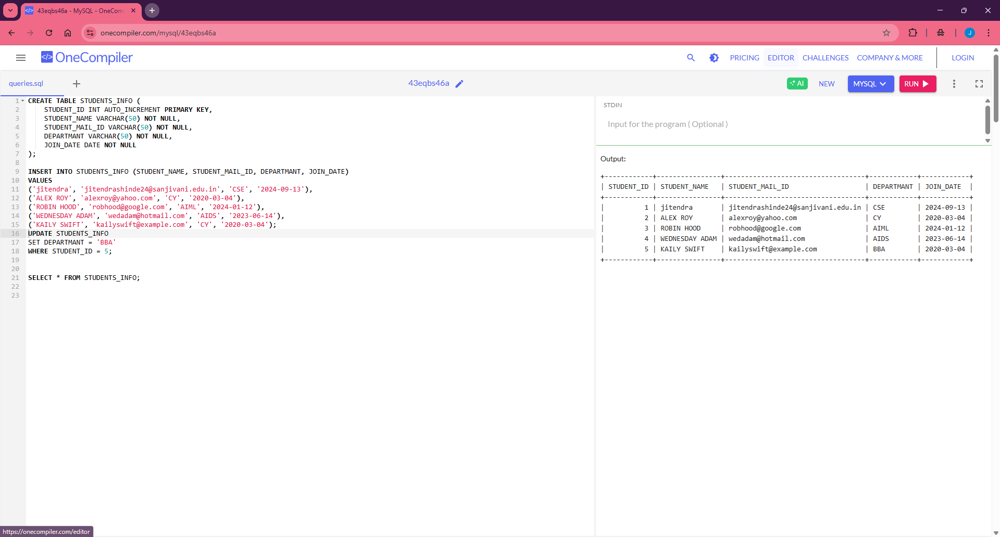 43eqbs46a - MySQL - OneCom
onecompiler.com/mysql/43eqbs46a
J
</> OneCompiler
PRICING EDITOR CHALLENGES COMPANY & MORE LOGIN
queries.sql
43eqbs46a
AI NEW MYSQL RUN
1 CREATE TABLE STUDENTS_INFO (
2     STUDENT_ID INT AUTO_INCREMENT PRIMARY KEY,
3     STUDENT_NAME VARCHAR(50) NOT NULL,
4     STUDENT_MAIL_ID VARCHAR(50) NOT NULL,
5     DEPARTMANT VARCHAR(50) NOT NULL,
6     JOIN_DATE DATE NOT NULL
7 );
8
9 INSERT INTO STUDENTS_INFO (STUDENT_NAME, STUDENT_MAIL_ID, DEPARTMANT, JOIN_DATE)
10 VALUES
11 ('jitendra', 'jitendrashinde24@sanjivani.edu.in', 'CSE', '2024-09-13'),
12 ('ALEX ROY', 'alexroy@yahoo.com', 'CY', '2020-03-04'),
13 ('ROBIN HOOD', 'robhood@google.com', 'AIML', '2024-01-12'),
14 ('WEDNESDAY ADAM', 'wedadam@hotmail.com', 'AIDS', '2023-06-14'),
15 ('KAILY SWIFT', 'kailyswift@example.com', 'CY', '2020-03-04');
16 UPDATE STUDENTS_INFO
17 SET DEPARTMANT = 'BBA'
18 WHERE STUDENT_ID = 5;
19
20
21 SELECT * FROM STUDENTS_INFO;
22
23
STDIN
Input for the program ( Optional )
Output:
+------------+----------------+-----------------------------------+------------+------------+
| STUDENT_ID | STUDENT_NAME   | STUDENT_MAIL_ID                   | DEPARTMANT | JOIN_DATE  |
+------------+----------------+-----------------------------------+------------+------------+
|          1 | jitendra       | jitendrashinde24@sanjivani.edu.in | CSE        | 2024-09-13 |
|          2 | ALEX ROY       | alexroy@yahoo.com                 | CY         | 2020-03-04 |
|          3 | ROBIN HOOD     | robhood@google.com                | AIML       | 2024-01-12 |
|          4 | WEDNESDAY ADAM | wedadam@hotmail.com               | AIDS       | 2023-06-14 |
|          5 | KAILY SWIFT    | kailyswift@example.com            | BBA        | 2020-03-04 |
+------------+----------------+-----------------------------------+------------+------------+
https://onecompiler.com/editor